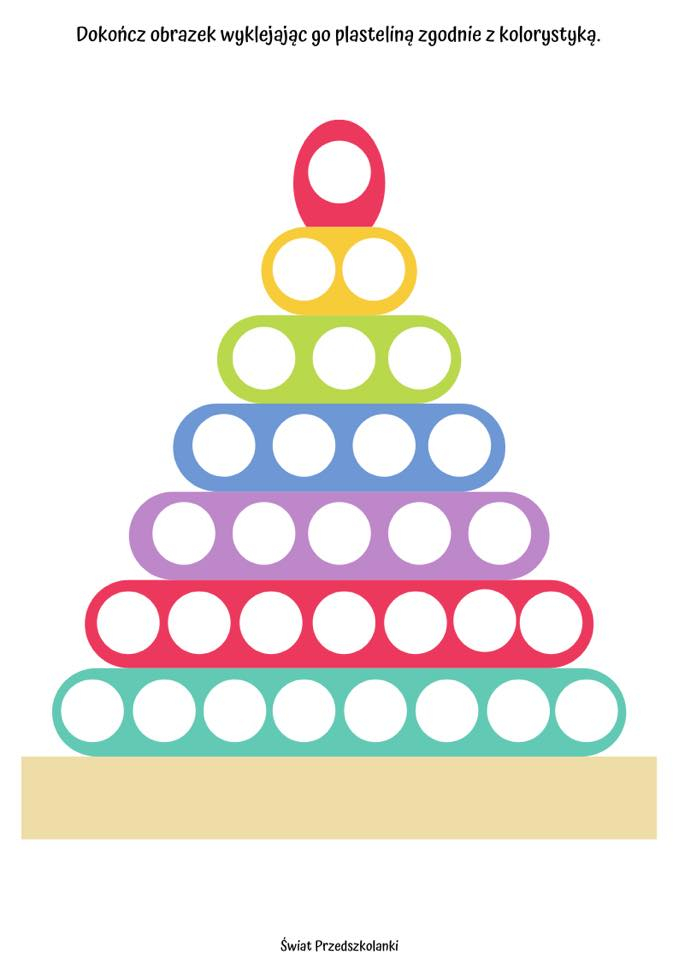 Dokończ obrazek wyklejając go plasteliną zgodnie z kolorystyką.
Świat Przedszkolanki